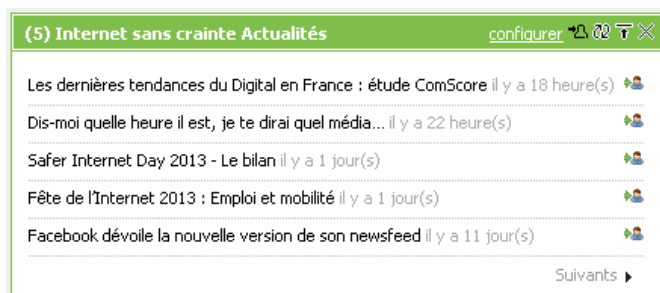 (5) Internet sans crainte Actualités configurer
Les dernières tendances du Digital en France : étude ComScore il y a 18 heure(s)
Dis-moi quelle heure il est, je te dirai quel média... il y a 22 heure(s)
Safer Internet Day 2013 - Le bilan il y a 1 jour(s)
Fête de l'Internet 2013 : Emploi et mobilité il y a 1 jour(s)
Facebook dévoile la nouvelle version de son newsfeed il y a 11 jour(s)
Suivants